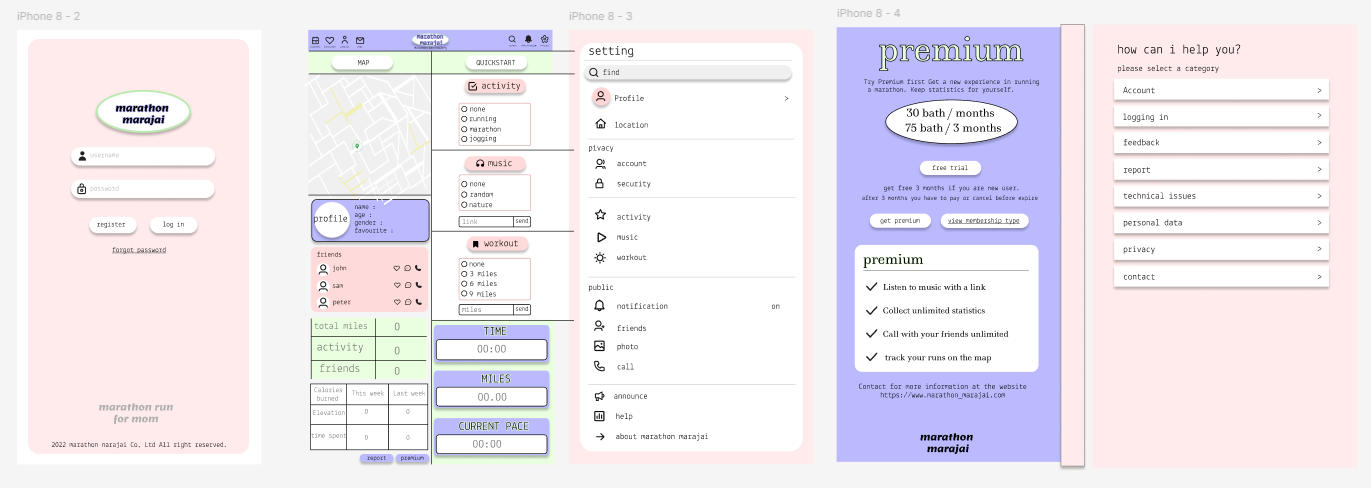 iPhone 8 - 2
marathon
marajai
username
password
register
log in
forgot password
marathon run
for mom
2022 marathon narajai Co. Ltd All right reserved.
marathon
marajai
MAP
QUICKSTART
activity
none
running
marathon
jogging
music
none
random
nature
link
send
workout
none
3 miles
6 miles
9 miles
miles
send
profile
name :
age :
gender :
favourite :
friends
john
sam
peter
total miles
0
activity
0
friends
0
Calories
burned
This week
Last week
Elevation
0
0
time spent
0
0
report
premium
TIME
00:00
MILES
00.00
CURRENT PACE
00:00
iPhone 8 - 3
setting
find
Profile
>
location
pivacy
account
security
activity
music
workout
public
notification
on
friends
photo
call
announce
help
about marathon marajai
iPhone 8 - 4
premium
Try Premium first Get a new experience in running
a marathon. Keep statistics for yourself.
30 bath / months
75 bath / 3 months
free trial
get free 3 months if you are new user.
after 3 months you have to pay or cancel before expire
get premium
view membership type
premium
Listen to music with a link
Collect unlimited statistics
Call with your friends unlimited
track your runs on the map
Contact for more information at the website
https://www.marathon_marajai.com
marathon
marajai
how can i help you?
please select a category
Account >
logging in >
feedback >
report >
technical issues >
personal data >
privacy >
contact >